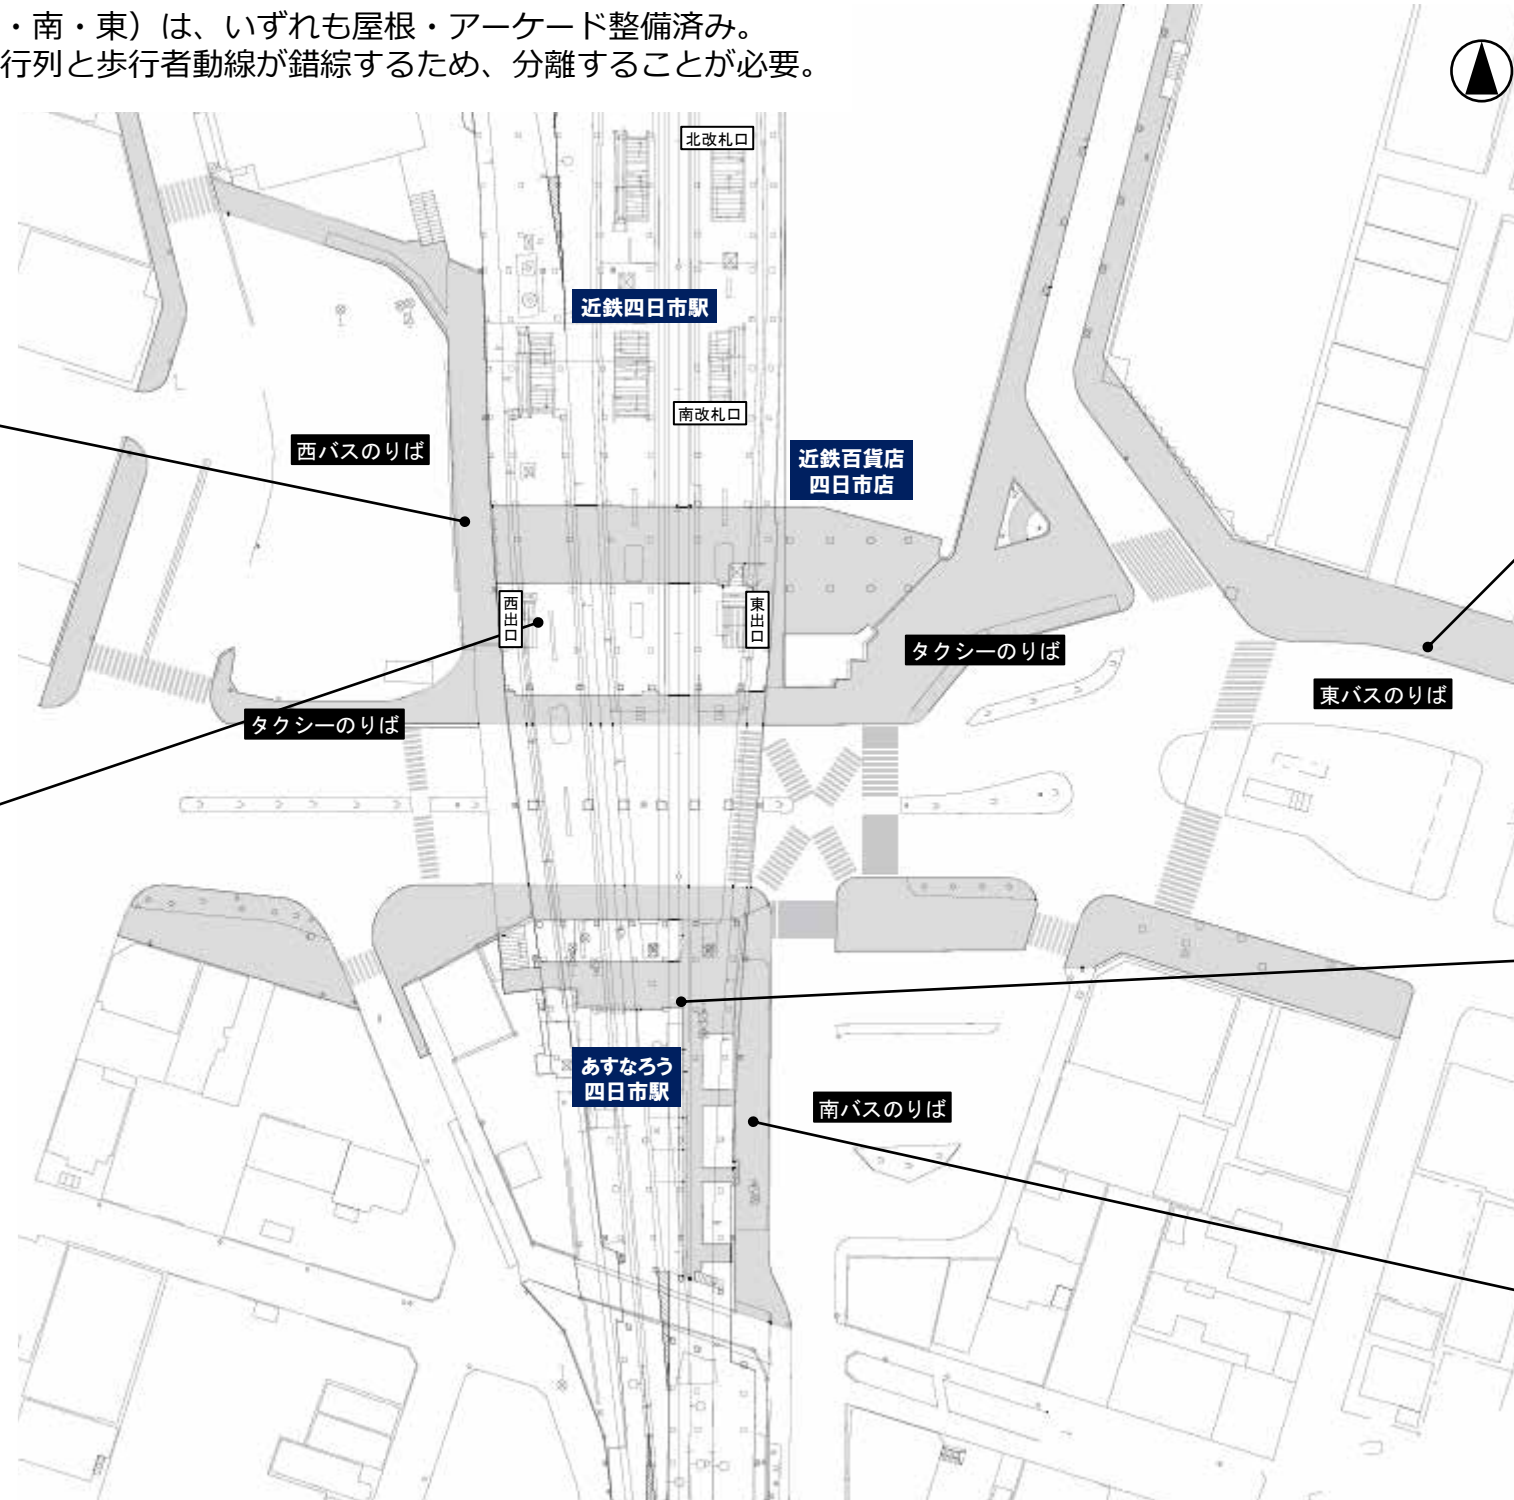 ・南・東）は、いずれも屋根・アーケード整備済み。
行列と歩行者動線が錯綜するため、分離することが必要。
北改札口
近鉄四日市駅
南改札口
西バスのりば
近鉄百貨店
四日市店
西出口
東出口
タクシーのりば
東バスのりば
タクシーのりば
あすなろう
四日市駅
南バスのりば